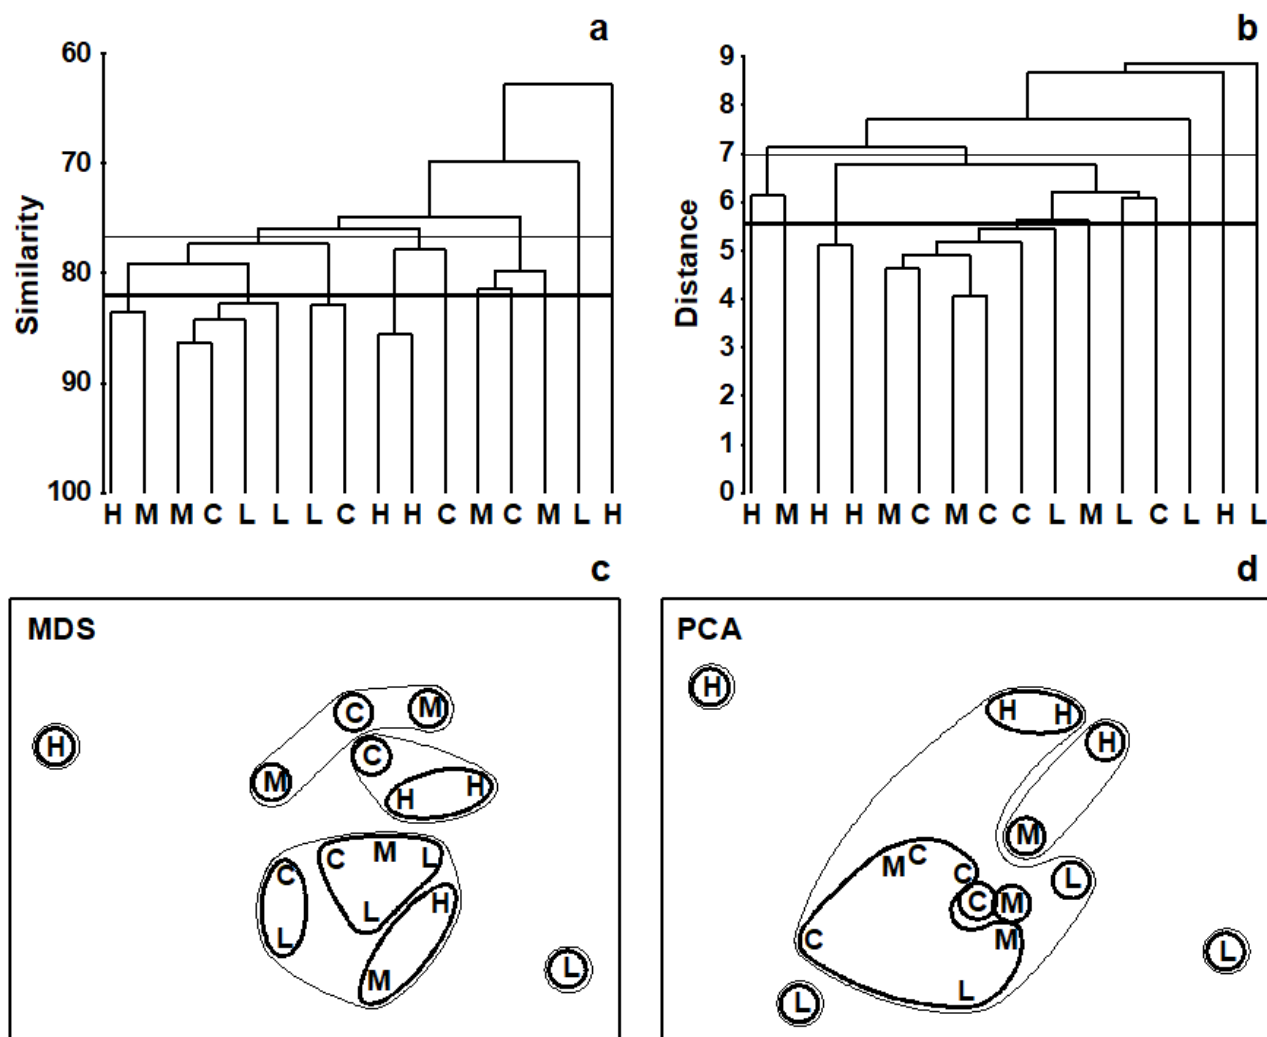 a
60
70
80
90
100
Similarity
H M M C L L L C H H C M C M L H
b
9
8
7
6
5
4
3
2
1
0
Distance
H M H H M C M C C L M L C L H L
c
MDS
C M
H
C
M
H
H
C M L
C
L
H
L
M
L
d
PCA
H
H H
H
M
C
M
C
L
C M
C
M
L
L
L